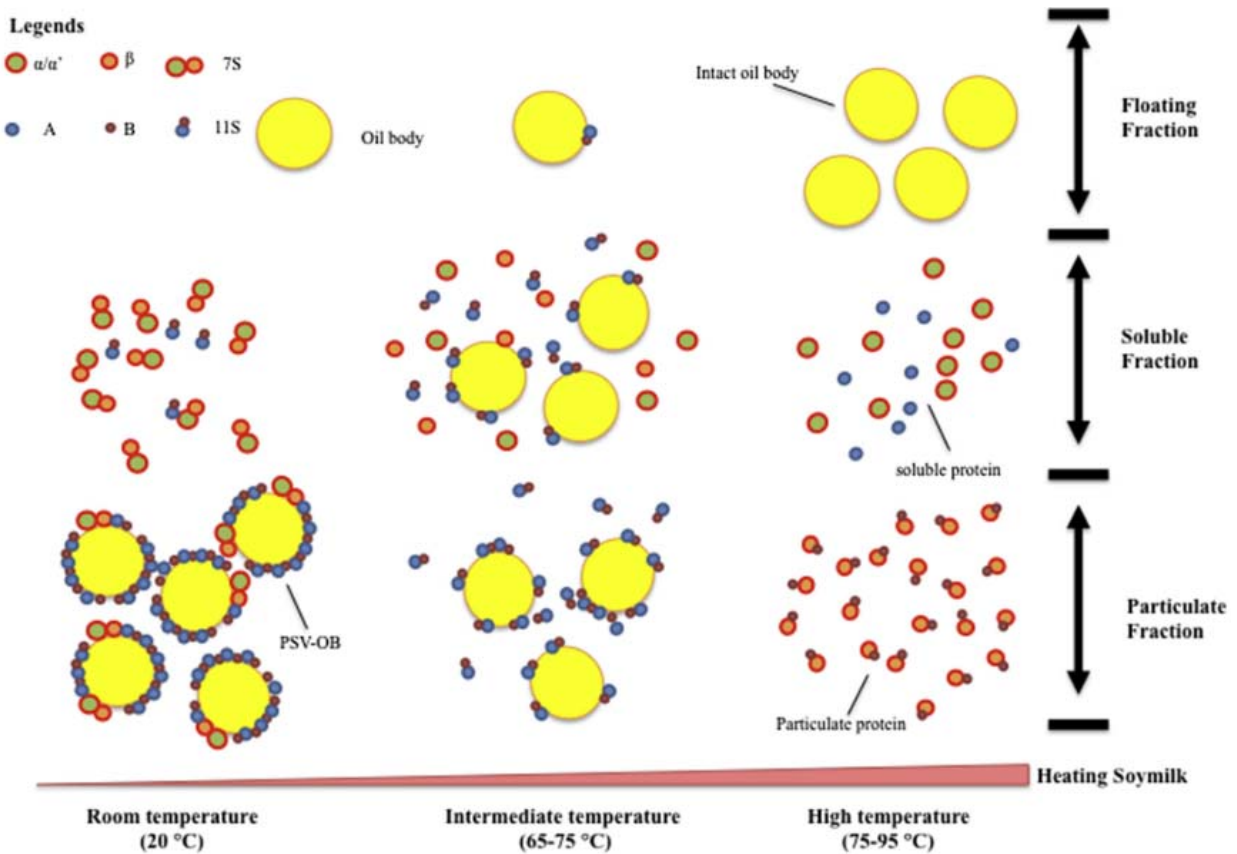 Legends
α/α’ β 7S
A B 11S
Oil body
Intact oil body
Floating
Fraction
Soluble
Fraction
soluble protein
PSV-OB
Particulate
Fraction
Particulate protein
Heating Soymilk
Room temperature
(20 °C)
Intermediate temperature
(65-75 °C)
High temperature
(75-95 °C)